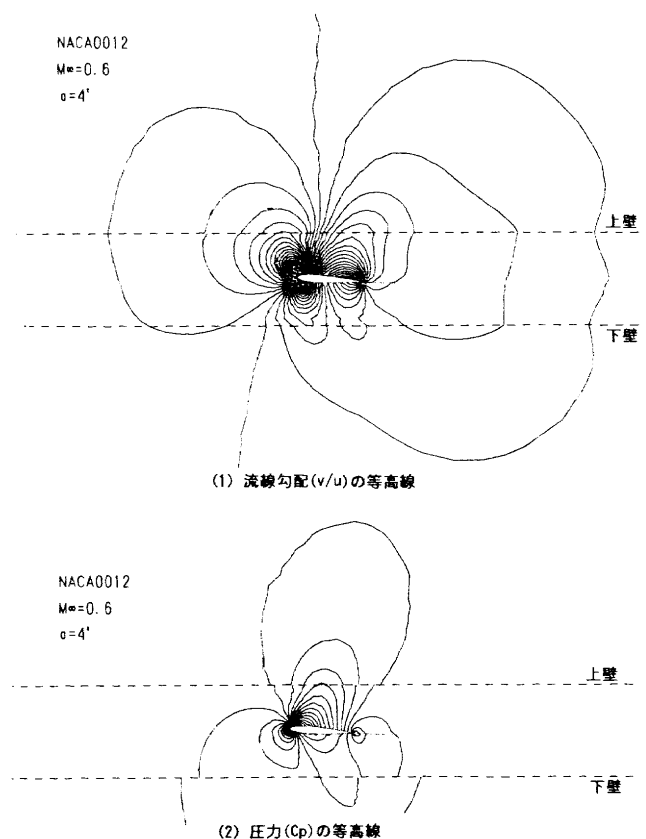 NACA0012
M∞=0.6
α=4°
上壁
下壁
(1) 流線勾配(v/u)の等高線
NACA0012
M∞=0.6
α=4°
上壁
下壁
(2) 圧力(Cp)の等高線